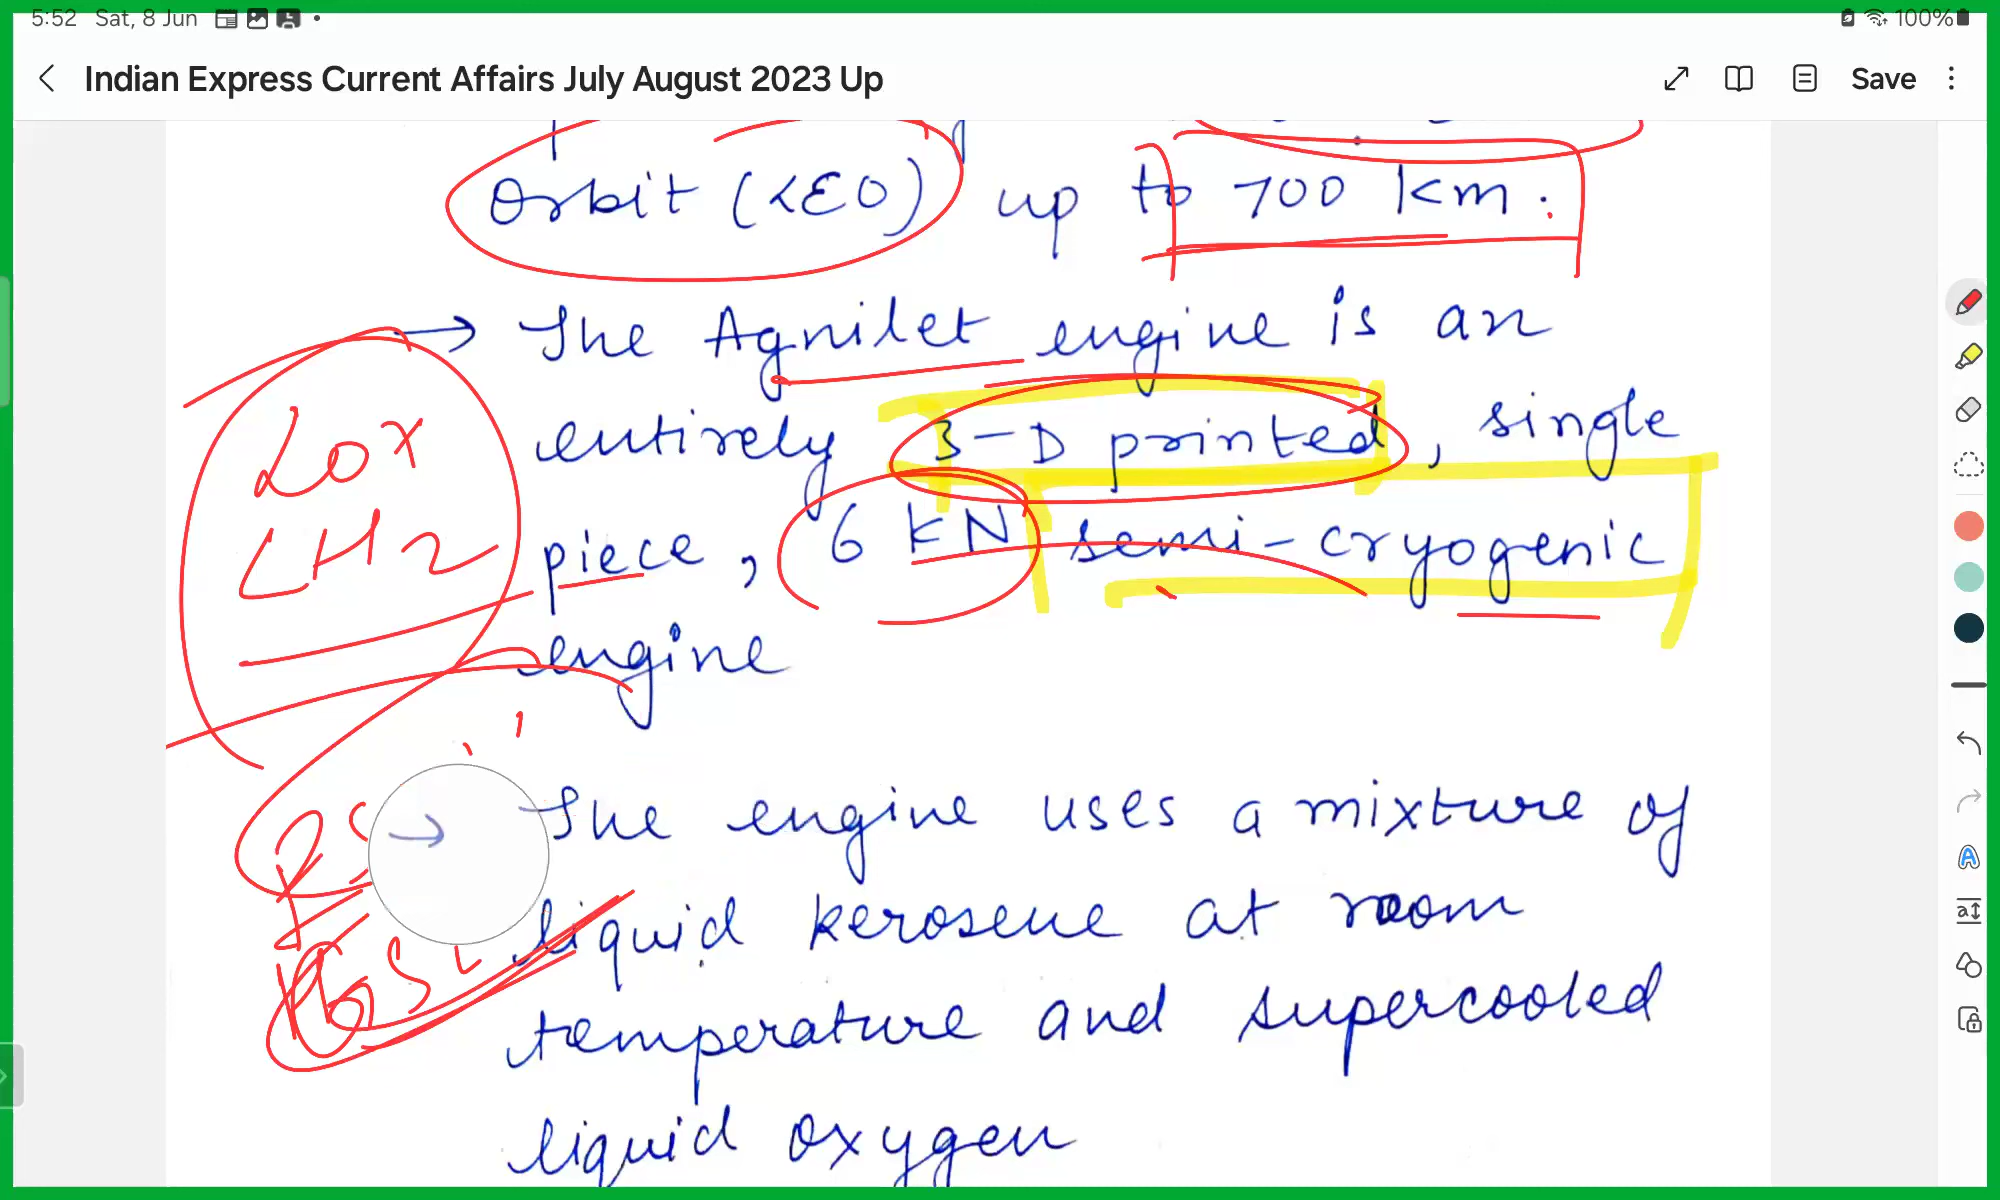 5:52 Sat, 8 Jun
100%
Indian Express Current Affairs July August 2023 Up
Save
Orbit (LEO) up to 700 km.
→ The Agnilet engine is an
entirely 3-D printed, single
piece, 6 kN semi-cryogenic
engine
LOX
LH2
→ The engine uses a mixture of
liquid kerosene at room
temperature and supercooled
liquid oxygen